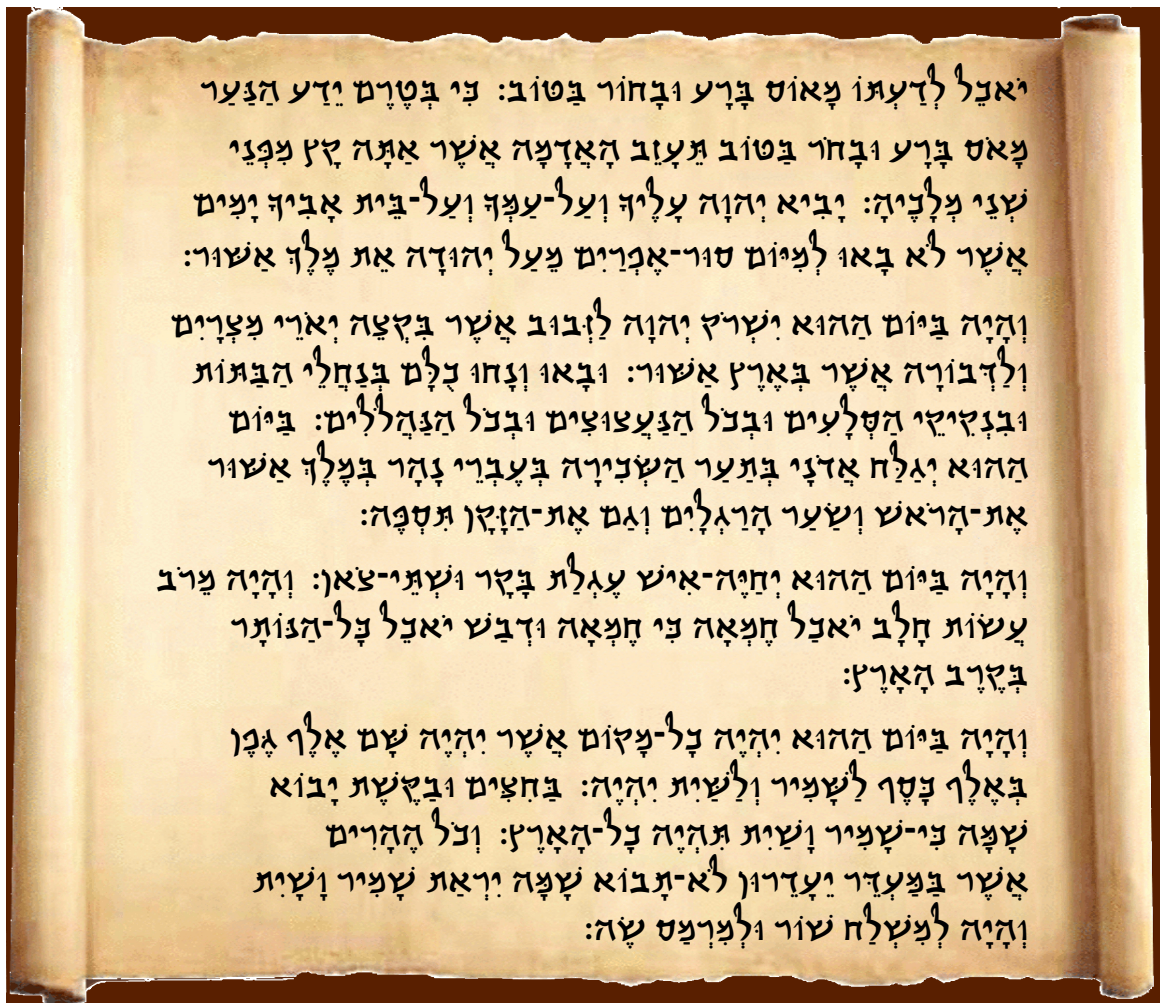 יֹאכֵל לְדַעְתּוֹ מָאוֹס בָּרָע וּבָחוֹר בַּטּוֹב: כִּי בְּטֶרֶם יֵדַע הַנַּעַר
מָאֹס בָּרָע וּבָחֹר בַּטּוֹב תֵּעָזֵב הָאֲדָמָה אֲשֶׁר אַתָּה קָץ מִפְּנֵי
שְׁנֵי מְלָכֶיהָ: יָבִיא יְהוָה עָלֶיךָ וְעַל-עַמְּךָ וְעַל-בֵּית אָבִיךָ יָמִים
אֲשֶׁר לֹא בָאוּ לְמִיּוֹם סוּר-אֶפְרַיִם מֵעַל יְהוּדָה אֵת מֶלֶךְ אַשּׁוּר:
וְהָיָה בַּיּוֹם הַהוּא יִשְׁרֹק יְהוָה לַזְּבוּב אֲשֶׁר בִּקְצֵה יְאֹרֵי מִצְרָיִם
וְלַדְּבוֹרָה אֲשֶׁר בְּאֶרֶץ אַשּׁוּר: וּבָאוּ וְנָחוּ כֻלָּם בְּנַחֲלֵי הַבַּתּוֹת
וּבִנְקִיקֵי הַסְּלָעִים וּבְכֹל הַנַּעֲצוּצִים וּבְכֹל הַנַּהֲלֹלִים: בַּיּוֹם
הַהוּא יְגַלַּח אֲדֹנָי בְּתַעַר הַשְּׂכִירָה בְּעֶבְרֵי נָהָר בְּמֶלֶךְ אַשּׁוּר
אֶת-הָרֹאשׁ וְשַׂעַר הָרַגְלָיִם וְגַם אֶת-הַזָּקָן תִּסְפֶּה:
וְהָיָה בַּיּוֹם הַהוּא יְחַיֶּה-אִישׁ עֶגְלַת בָּקָר וּשְׁתֵּי-צֹאן: וְהָיָה מֵרֹב
עֲשׂוֹת חָלָב יֹאכַל חֶמְאָה כִּי חֶמְאָה וּדְבַשׁ יֹאכֵל כָּל-הַנּוֹתָר
בְּקֶרֶב הָאָרֶץ:
וְהָיָה בַּיּוֹם הַהוּא יִהְיֶה כָל-מָקוֹם אֲשֶׁר יִהְיֶה שָּׁם אֶלֶף גֶּפֶן
בְּאֶלֶף כָּסֶף לַשָּׁמִיר וְלַשַּׁיִת יִהְיֶה: בַּחִצִּים וּבַקֶּשֶׁת יָבוֹא
שָׁמָּה כִּי-שָׁמִיר וָשַׁיִת תִּהְיֶה כָל-הָאָרֶץ: וְכֹל הֶהָרִים
אֲשֶׁר בַּמַּעְדֵּר יֵעָדֵרוּן לֹא-תָבוֹא שָׁמָּה יִרְאַת שָׁמִיר וָשָׁיִת
וְהָיָה לְמִשְׁלַח שׁוֹר וּלְמִרְמַס שֶׂה: